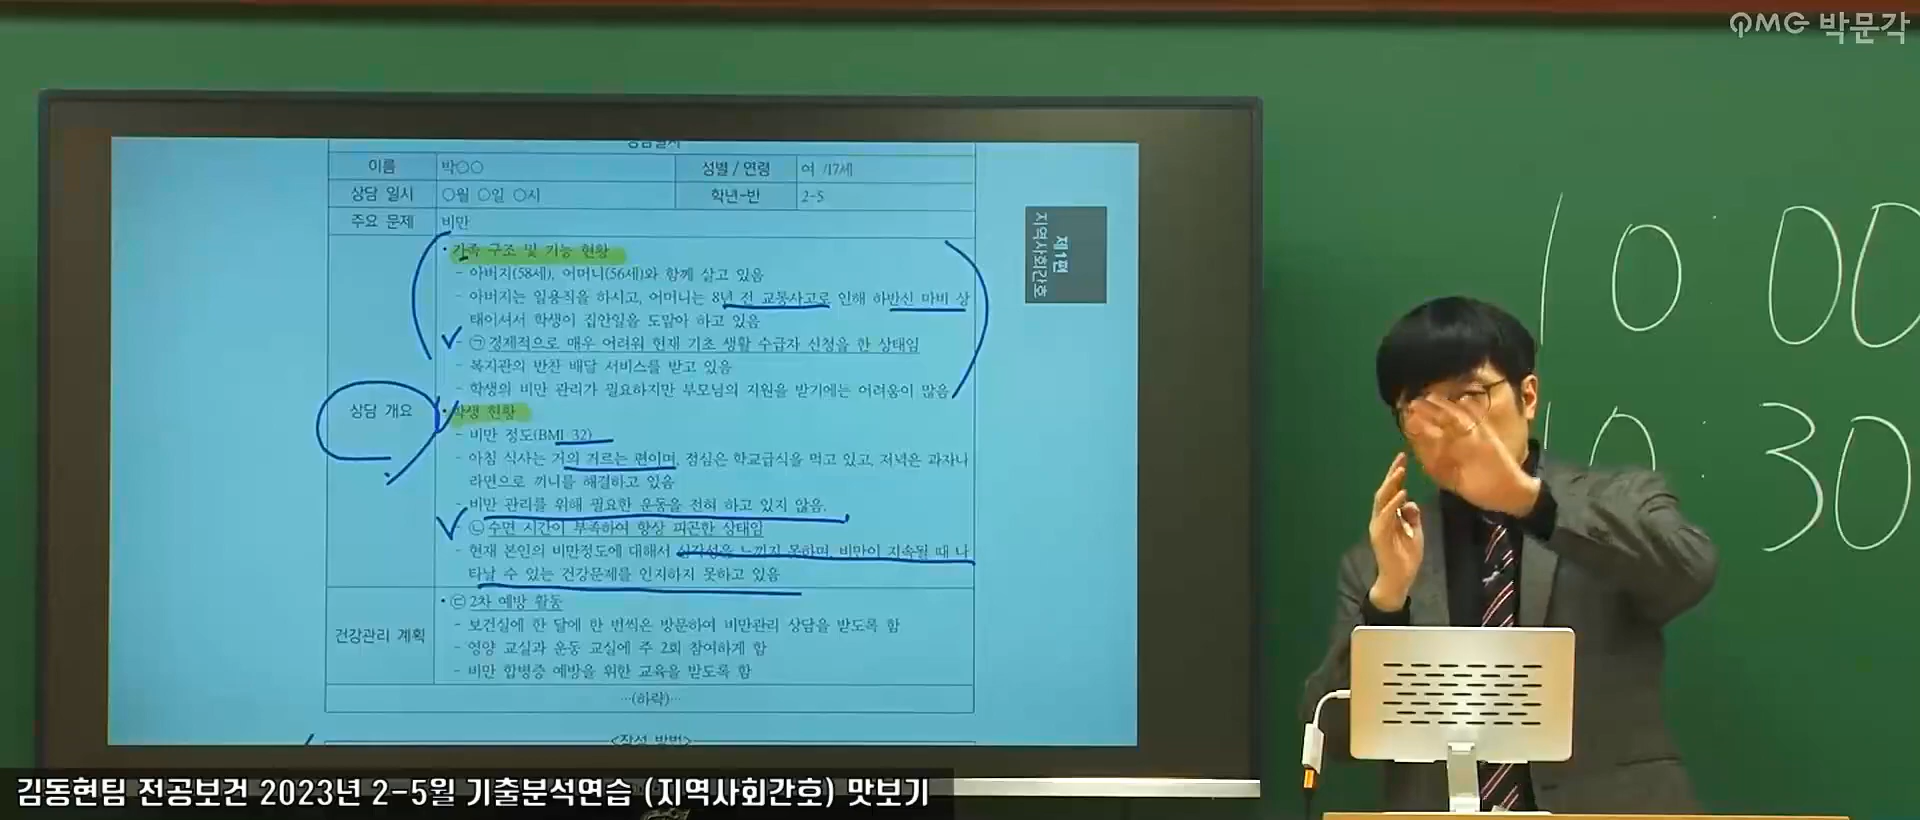 PMG 박문각
상담일지
이름 박○○ 성별 / 연령 여 /17세
상담 일시 ○월 ○일 ○시 학년-반 2-5
주요 문제 비만
상담 개요
• 가족 구조 및 기능 현황
- 아버지(58세), 어머니(56세)와 함께 살고 있음
- 아버지는 일용직을 하시고, 어머니는 8년 전 교통사고로 인해 하반신 마비 상
태이셔서 학생이 집안일을 도맡아 하고 있음
- ㉠ 경제적으로 매우 어려워 현재 기초 생활 수급자 신청을 한 상태임
- 복지관의 반찬 배달 서비스를 받고 있음
- 학생의 비만 관리가 필요하지만 부모님의 지원을 받기에는 어려움이 많음
• 학생 현황
- 비만 정도(BMI 32)
- 아침 식사는 거의 거르는 편이며, 점심은 학교급식을 먹고 있고, 저녁은 과자나
라면으로 끼니를 해결하고 있음
- 비만 관리를 위해 필요한 운동을 전혀 하고 있지 않음.
- ㉡ 수면 시간이 부족하여 항상 피곤한 상태임
- 현재 본인의 비만정도에 대해서 심각성을 느끼지 못하며, 비만이 지속될 때 나
타날 수 있는 건강문제를 인지하지 못하고 있음
건강관리 계획
• ㉢ 2차 예방 활동
- 보건실에 한 달에 한 번씩은 방문하여 비만관리 상담을 받도록 함
- 영양 교실과 운동 교실에 주 2회 참여하게 함
- 비만 합병증 예방을 위한 교육을 받도록 함
…(하략)…
<작성 방법>
제1편
지역사회간호
10:00
10:30
김동현팀 전공보건 2023년 2-5월 기출분석연습 (지역사회간호) 맛보기